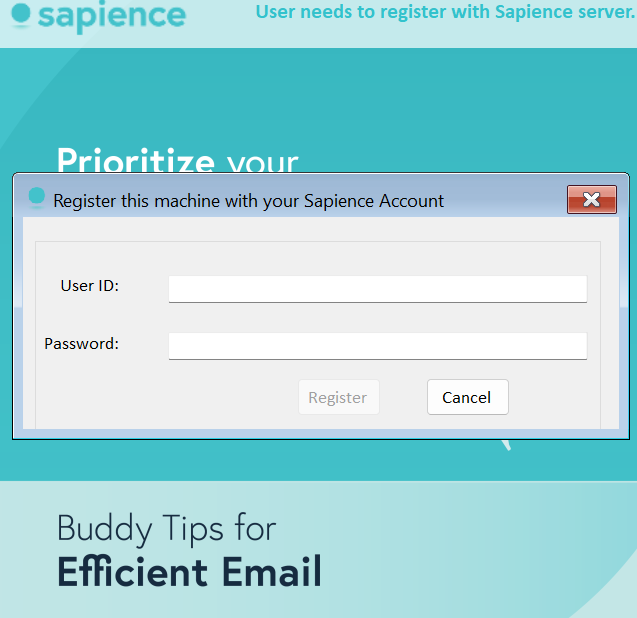 sapience
User needs to register with Sapience server.
Prioritize your
Register this machine with your Sapience Account
User ID:
Password:
Register
Cancel
Buddy Tips for
Efficient Email